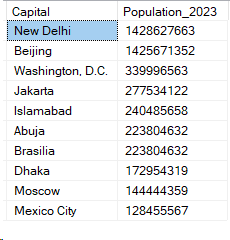 Capital Population_2023
New Delhi 1428627663
Beijing 1425671352
Washington, D.C. 339996563
Jakarta 277534122
Islamabad 240485658
Abuja 223804632
Brasilia 223804632
Dhaka 172954319
Moscow 144444359
Mexico City 128455567